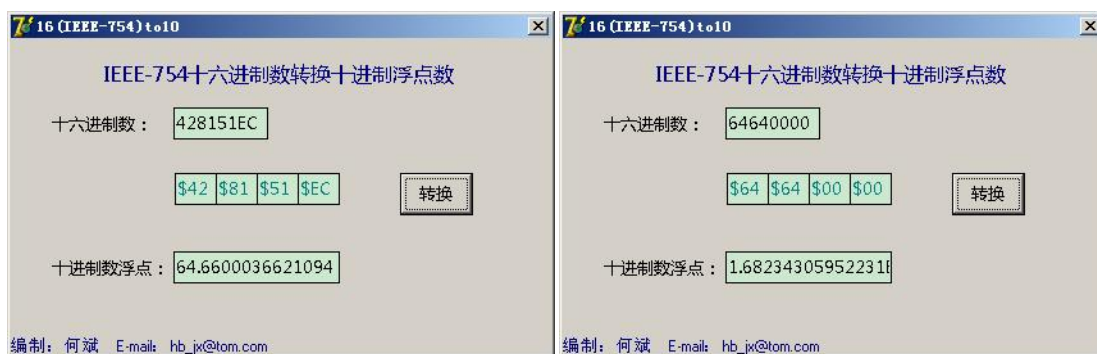 16(IEEE-754)to10
IEEE-754十六进制数转换十进制浮点数
十六进制数： 428151EC
$42 $81 $51 $EC 转换
十进制数浮点： 64.6600036621094
编制：何斌 E-mail: hb_jx@tom.com
16(IEEE-754)to10
IEEE-754十六进制数转换十进制浮点数
十六进制数： 64640000
$64 $64 $00 $00 转换
十进制数浮点： 1.68234305952231
编制：何斌 E-mail: hb_jx@tom.com